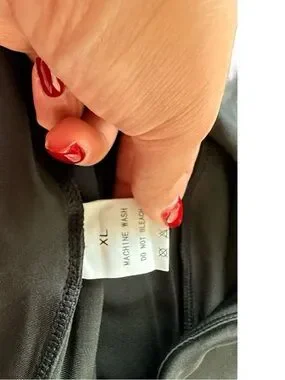 XL
MACHINE WASH
DO NOT BLEACH